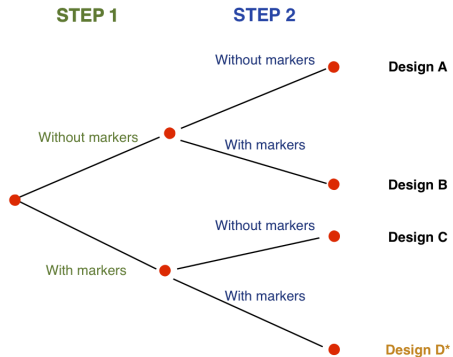 STEP 1
STEP 2
Without markers
Design A
Without markers
With markers
Design B
Without markers
Design C
With markers
With markers
Design D*